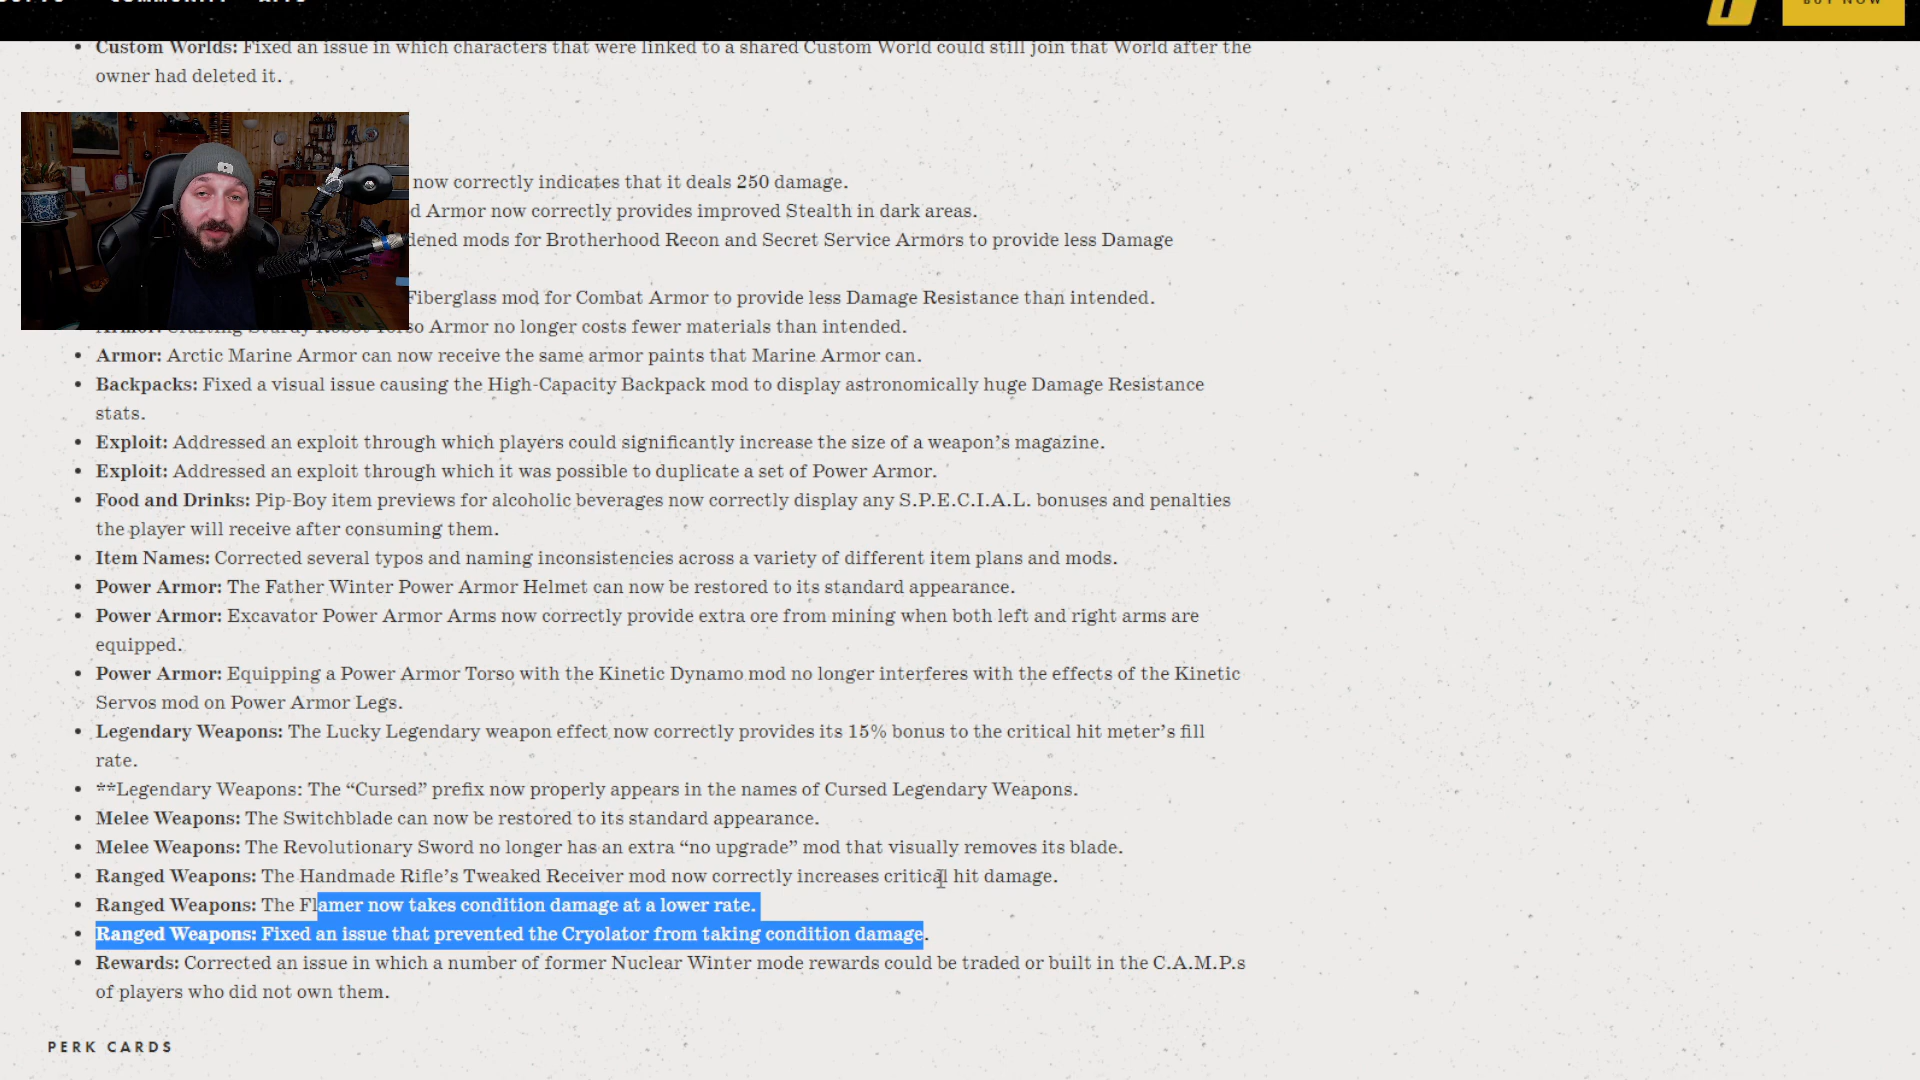 COMMUNITY
BUY NOW
• Custom Worlds: Fixed an issue in which characters that were linked to a shared Custom World could still join that World after the
owner had deleted it.
now correctly indicates that it deals 250 damage.
d Armor now correctly provides improved Stealth in dark areas.
dened mods for Brotherhood Recon and Secret Service Armors to provide less Damage
Fiberglass mod for Combat Armor to provide less Damage Resistance than intended.
Armor: Crafting Sturdy Robot Torso Armor no longer costs fewer materials than intended.
• Armor: Arctic Marine Armor can now receive the same armor paints that Marine Armor can.
• Backpacks: Fixed a visual issue causing the High-Capacity Backpack mod to display astronomically huge Damage Resistance
stats.
• Exploit: Addressed an exploit through which players could significantly increase the size of a weapon’s magazine.
• Exploit: Addressed an exploit through which it was possible to duplicate a set of Power Armor.
• Food and Drinks: Pip-Boy item previews for alcoholic beverages now correctly display any S.P.E.C.I.A.L. bonuses and penalties
the player will receive after consuming them.
• Item Names: Corrected several typos and naming inconsistencies across a variety of different item plans and mods.
• Power Armor: The Father Winter Power Armor Helmet can now be restored to its standard appearance.
• Power Armor: Excavator Power Armor Arms now correctly provide extra ore from mining when both left and right arms are
equipped.
• Power Armor: Equipping a Power Armor Torso with the Kinetic Dynamo mod no longer interferes with the effects of the Kinetic
Servos mod on Power Armor Legs.
• Legendary Weapons: The Lucky Legendary weapon effect now correctly provides its 15% bonus to the critical hit meter’s fill
rate.
• **Legendary Weapons: The “Cursed” prefix now properly appears in the names of Cursed Legendary Weapons.
• Melee Weapons: The Switchblade can now be restored to its standard appearance.
• Melee Weapons: The Revolutionary Sword no longer has an extra “no upgrade” mod that visually removes its blade.
• Ranged Weapons: The Handmade Rifle’s Tweaked Receiver mod now correctly increases critical hit damage.
• Ranged Weapons: The Flamer now takes condition damage at a lower rate.
• Ranged Weapons: Fixed an issue that prevented the Cryolator from taking condition damage.
• Rewards: Corrected an issue in which a number of former Nuclear Winter mode rewards could be traded or built in the C.A.M.P.s
of players who did not own them.
PERK CARDS